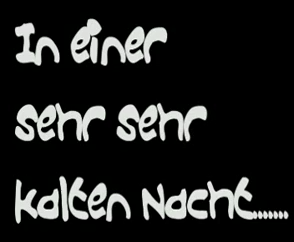 In einer
sehr sehr
kalten Nacht......